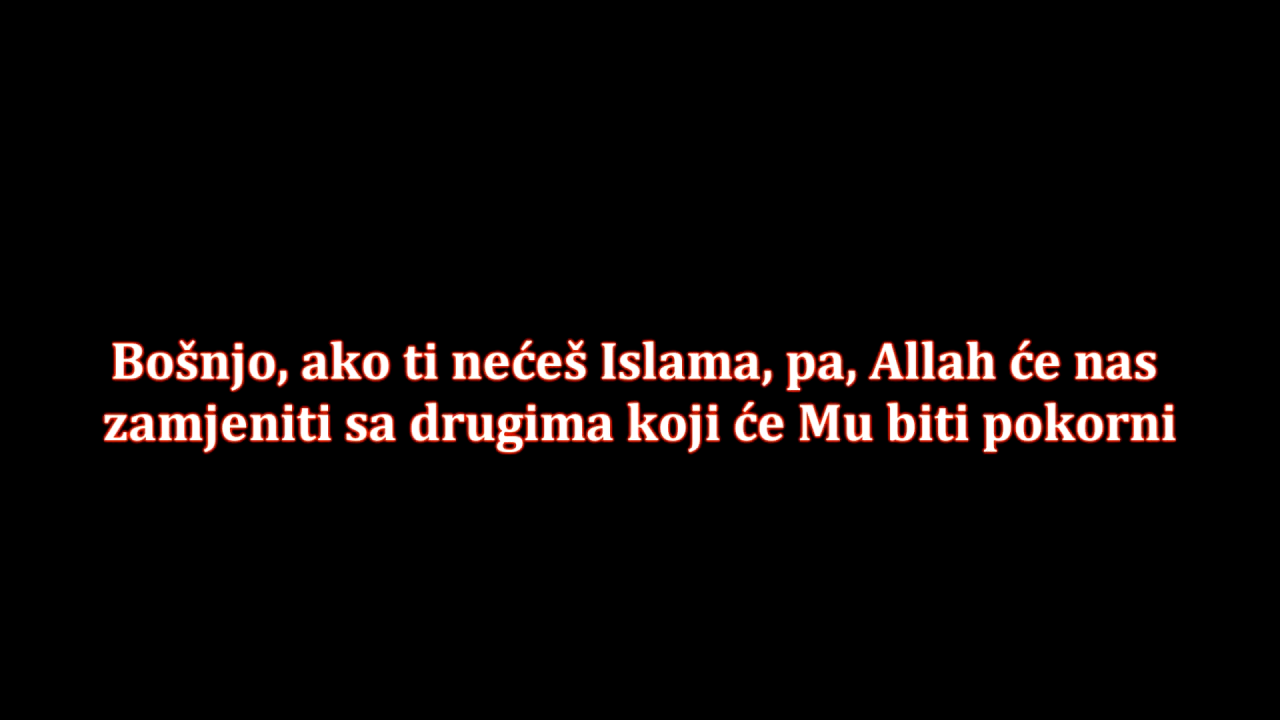 Bošnjo, ako ti nećeš Islama, pa, Allah će nas
zamjeniti sa drugima koji će Mu biti pokorni